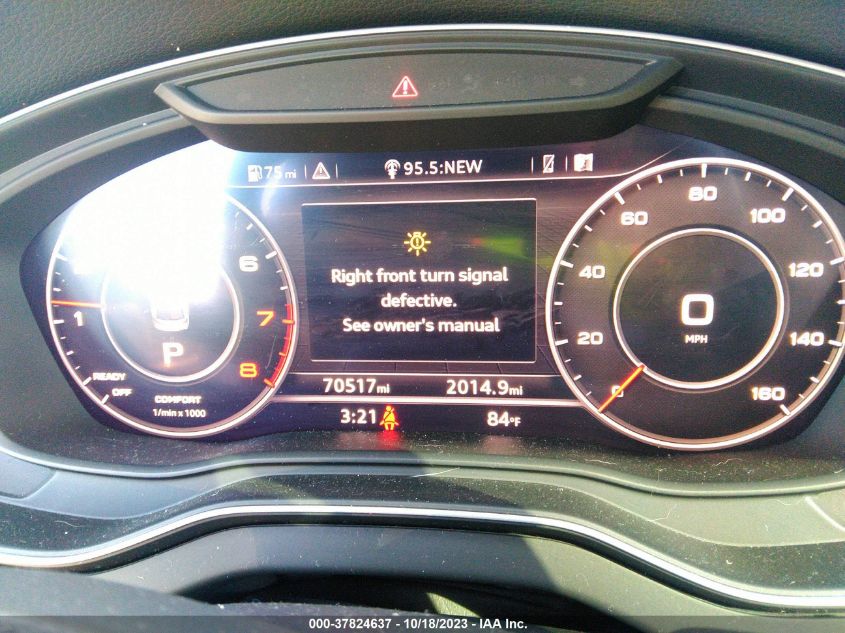 75 mi
95.5:NEW
Right front turn signal
defective.
See owner's manual
1
6
7
8
READY
OFF
P
COMFORT
1/min x 1000
0
20
40
60
80
100
120
140
160
0
MPH
70517mi
2014.9mi
3:21
84°F
000-37824637 - 10/18/2023 - IAA Inc.